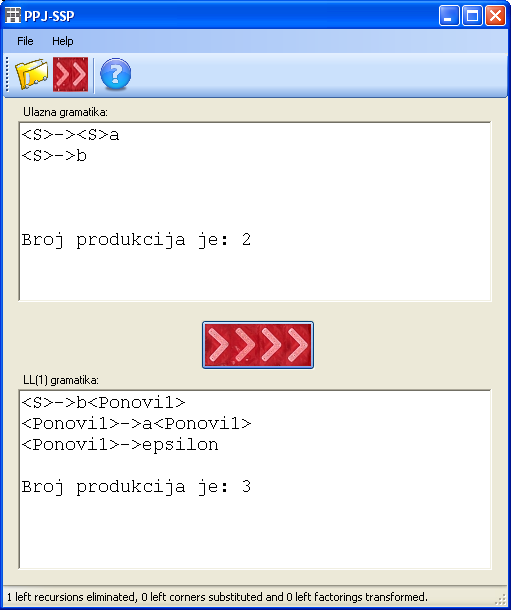 PPJ-SSP
File Help
Ulazna gramatika:
<S>-><S>a
<S>->b
Broj produkcija je: 2
LL(1) gramatika:
<S>->b<Ponovi1>
<Ponovi1>->a<Ponovi1>
<Ponovi1>->epsilon
Broj produkcija je: 3
1 left recursions eliminated, 0 left corners substituted and 0 left factorings transformed.